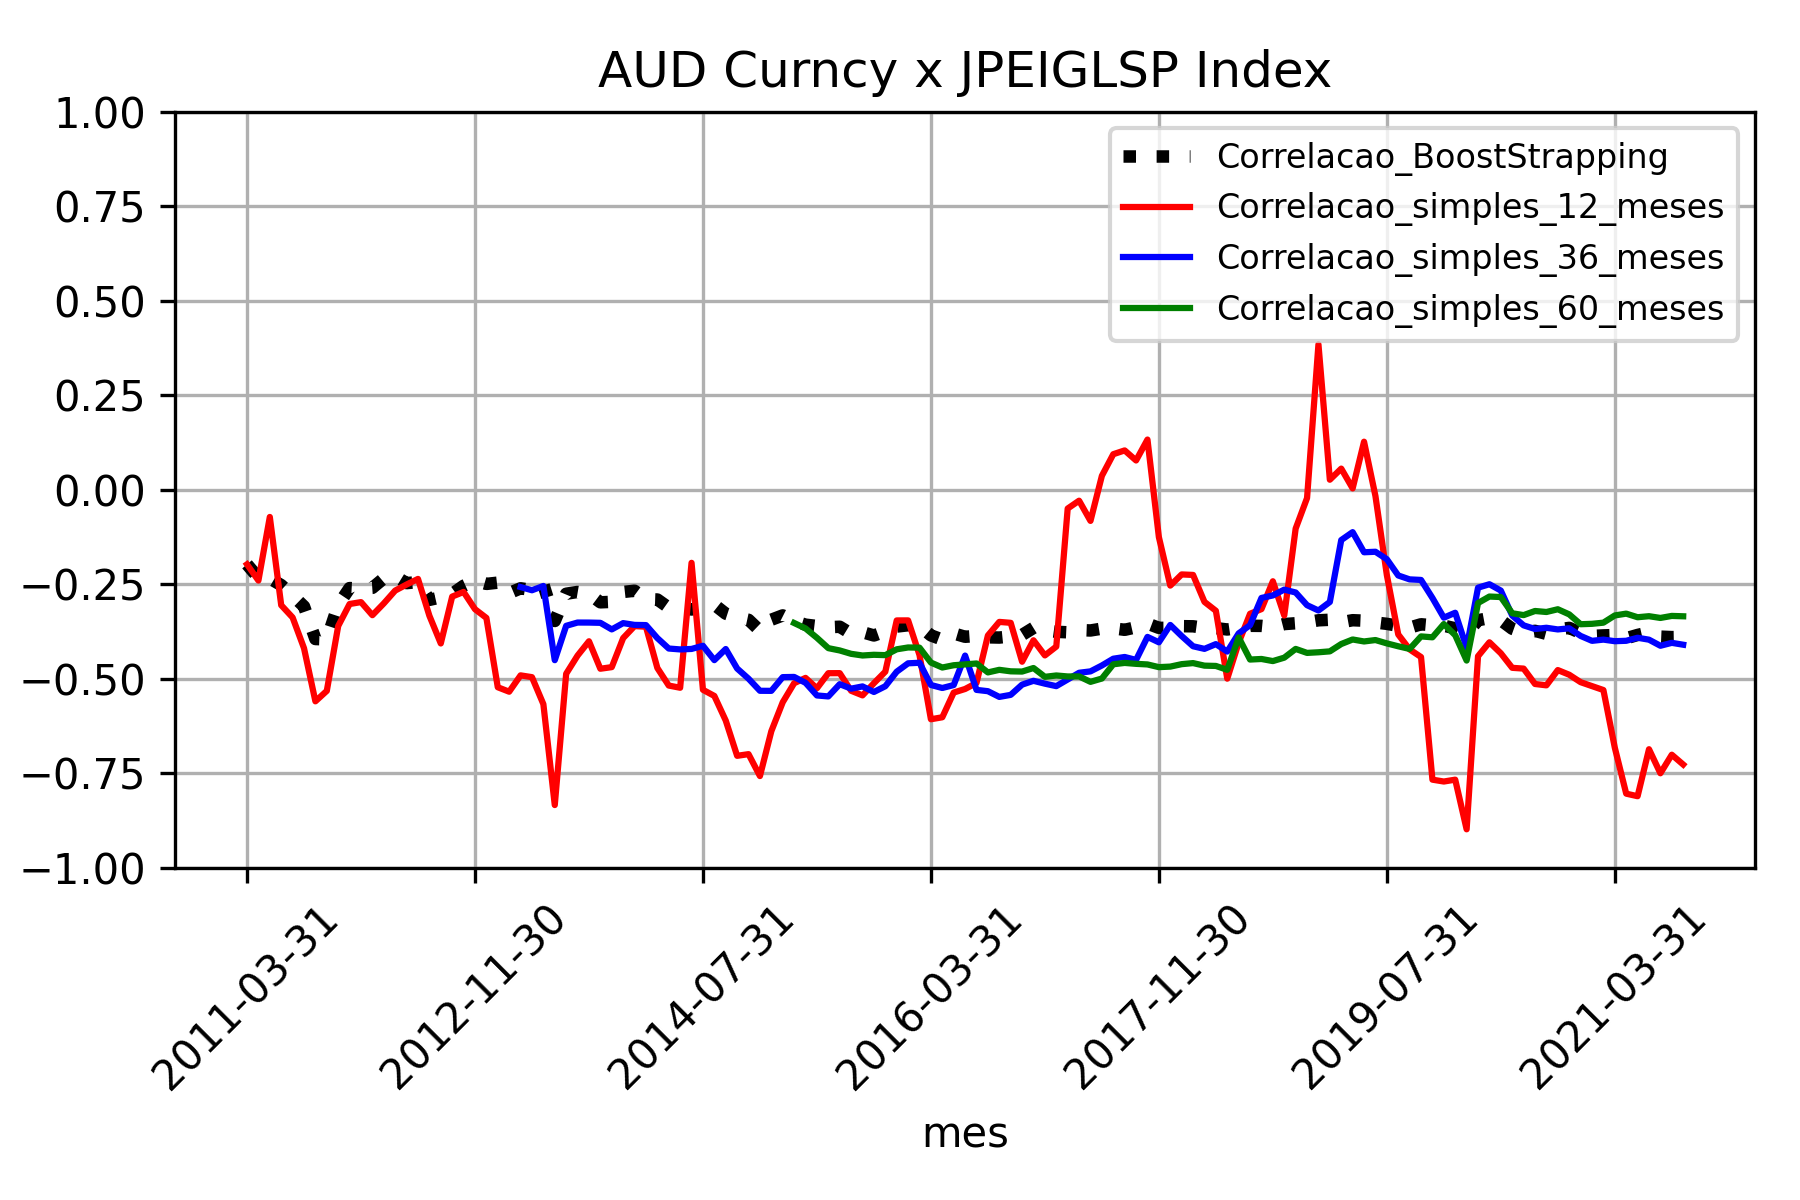 AUD Curncy x JPEIGLSP Index
1.00
0.75
0.50
0.25
0.00
−0.25
−0.50
−0.75
−1.00
Correlacao_BoostStrapping
Correlacao_simples_12_meses
Correlacao_simples_36_meses
Correlacao_simples_60_meses
2011-03-31
2012-11-30
2014-07-31
2016-03-31
2017-11-30
2019-07-31
2021-03-31
mes